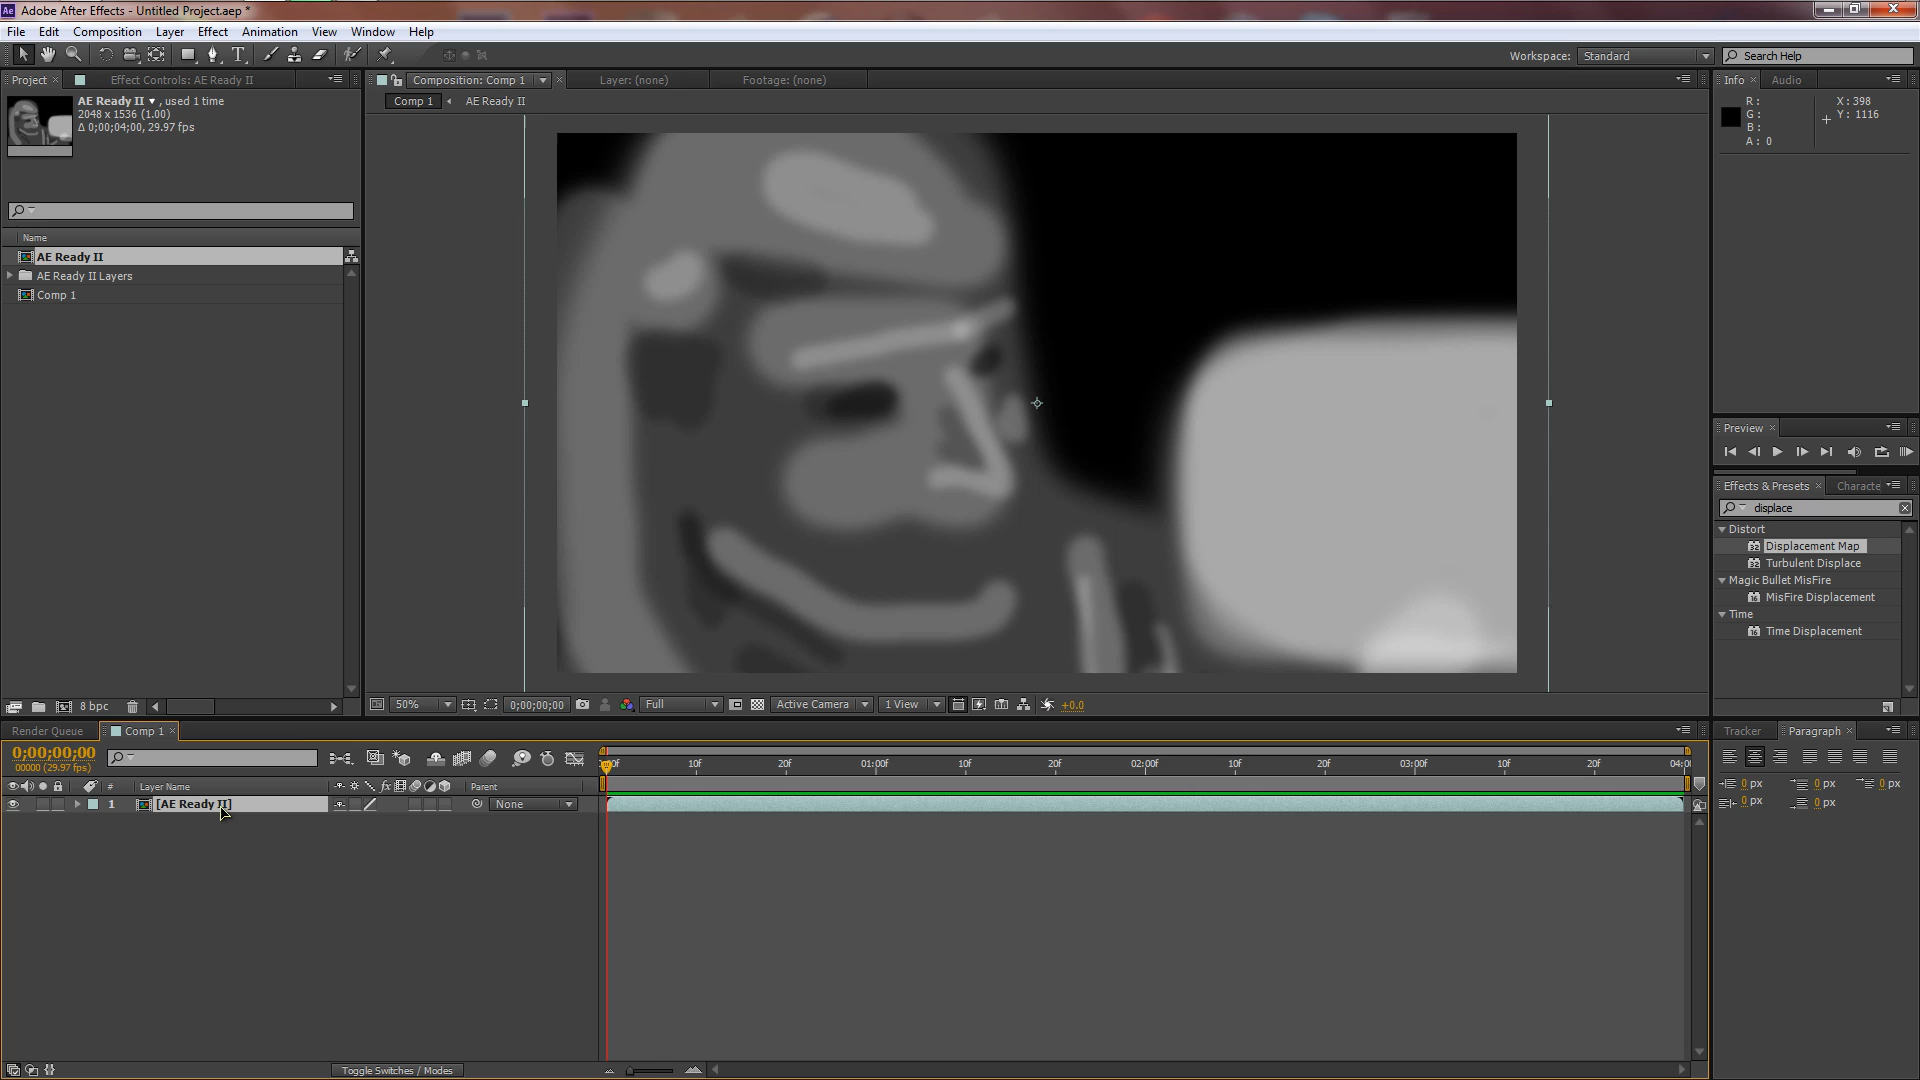 Adobe After Effects - Untitled Project.aep *
File Edit Composition Layer Effect Animation View Window Help
Workspace: Standard Search Help
Project Effect Controls: AE Ready II Composition: Comp 1 Layer: (none) Footage: (none) Info Audio
AE Ready II , used 1 time
2048 x 1536 (1.00)
Δ 0;00;04;00, 29.97 fps
Comp 1 AE Ready II
R: X: 398
G: Y: 1116
B:
A: 0
Name
AE Ready II
AE Ready II Layers
Comp 1
Preview
Effects & Presets Characte
displace
Distort
Displacement Map
Turbulent Displace
Magic Bullet MisFire
MisFire Displacement
Time
Time Displacement
8 bpc 50% 0;00;00;00 Full Active Camera 1 View +0.0
Render Queue Comp 1 Tracker Paragraph
0;00;00;00
00000 (29.97 fps)
10f 20f 01:00f 10f 20f 02:00f 10f 20f 03:00f 10f 20f
# Layer Name Parent
1 [AE Ready II] None
0 px 0 px 0 px
0 px 0 px
Toggle Switches / Modes